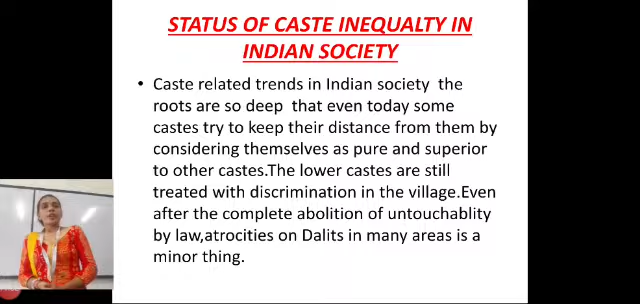 STATUS OF CASTE INEQUALTY IN
INDIAN SOCIETY
• Caste related trends in Indian society the
roots are so deep that even today some
castes try to keep their distance from them by
considering themselves as pure and superior
to other castes.The lower castes are still
treated with discrimination in the village.Even
after the complete abolition of untouchablity
by law,atrocities on Dalits in many areas is a
minor thing.